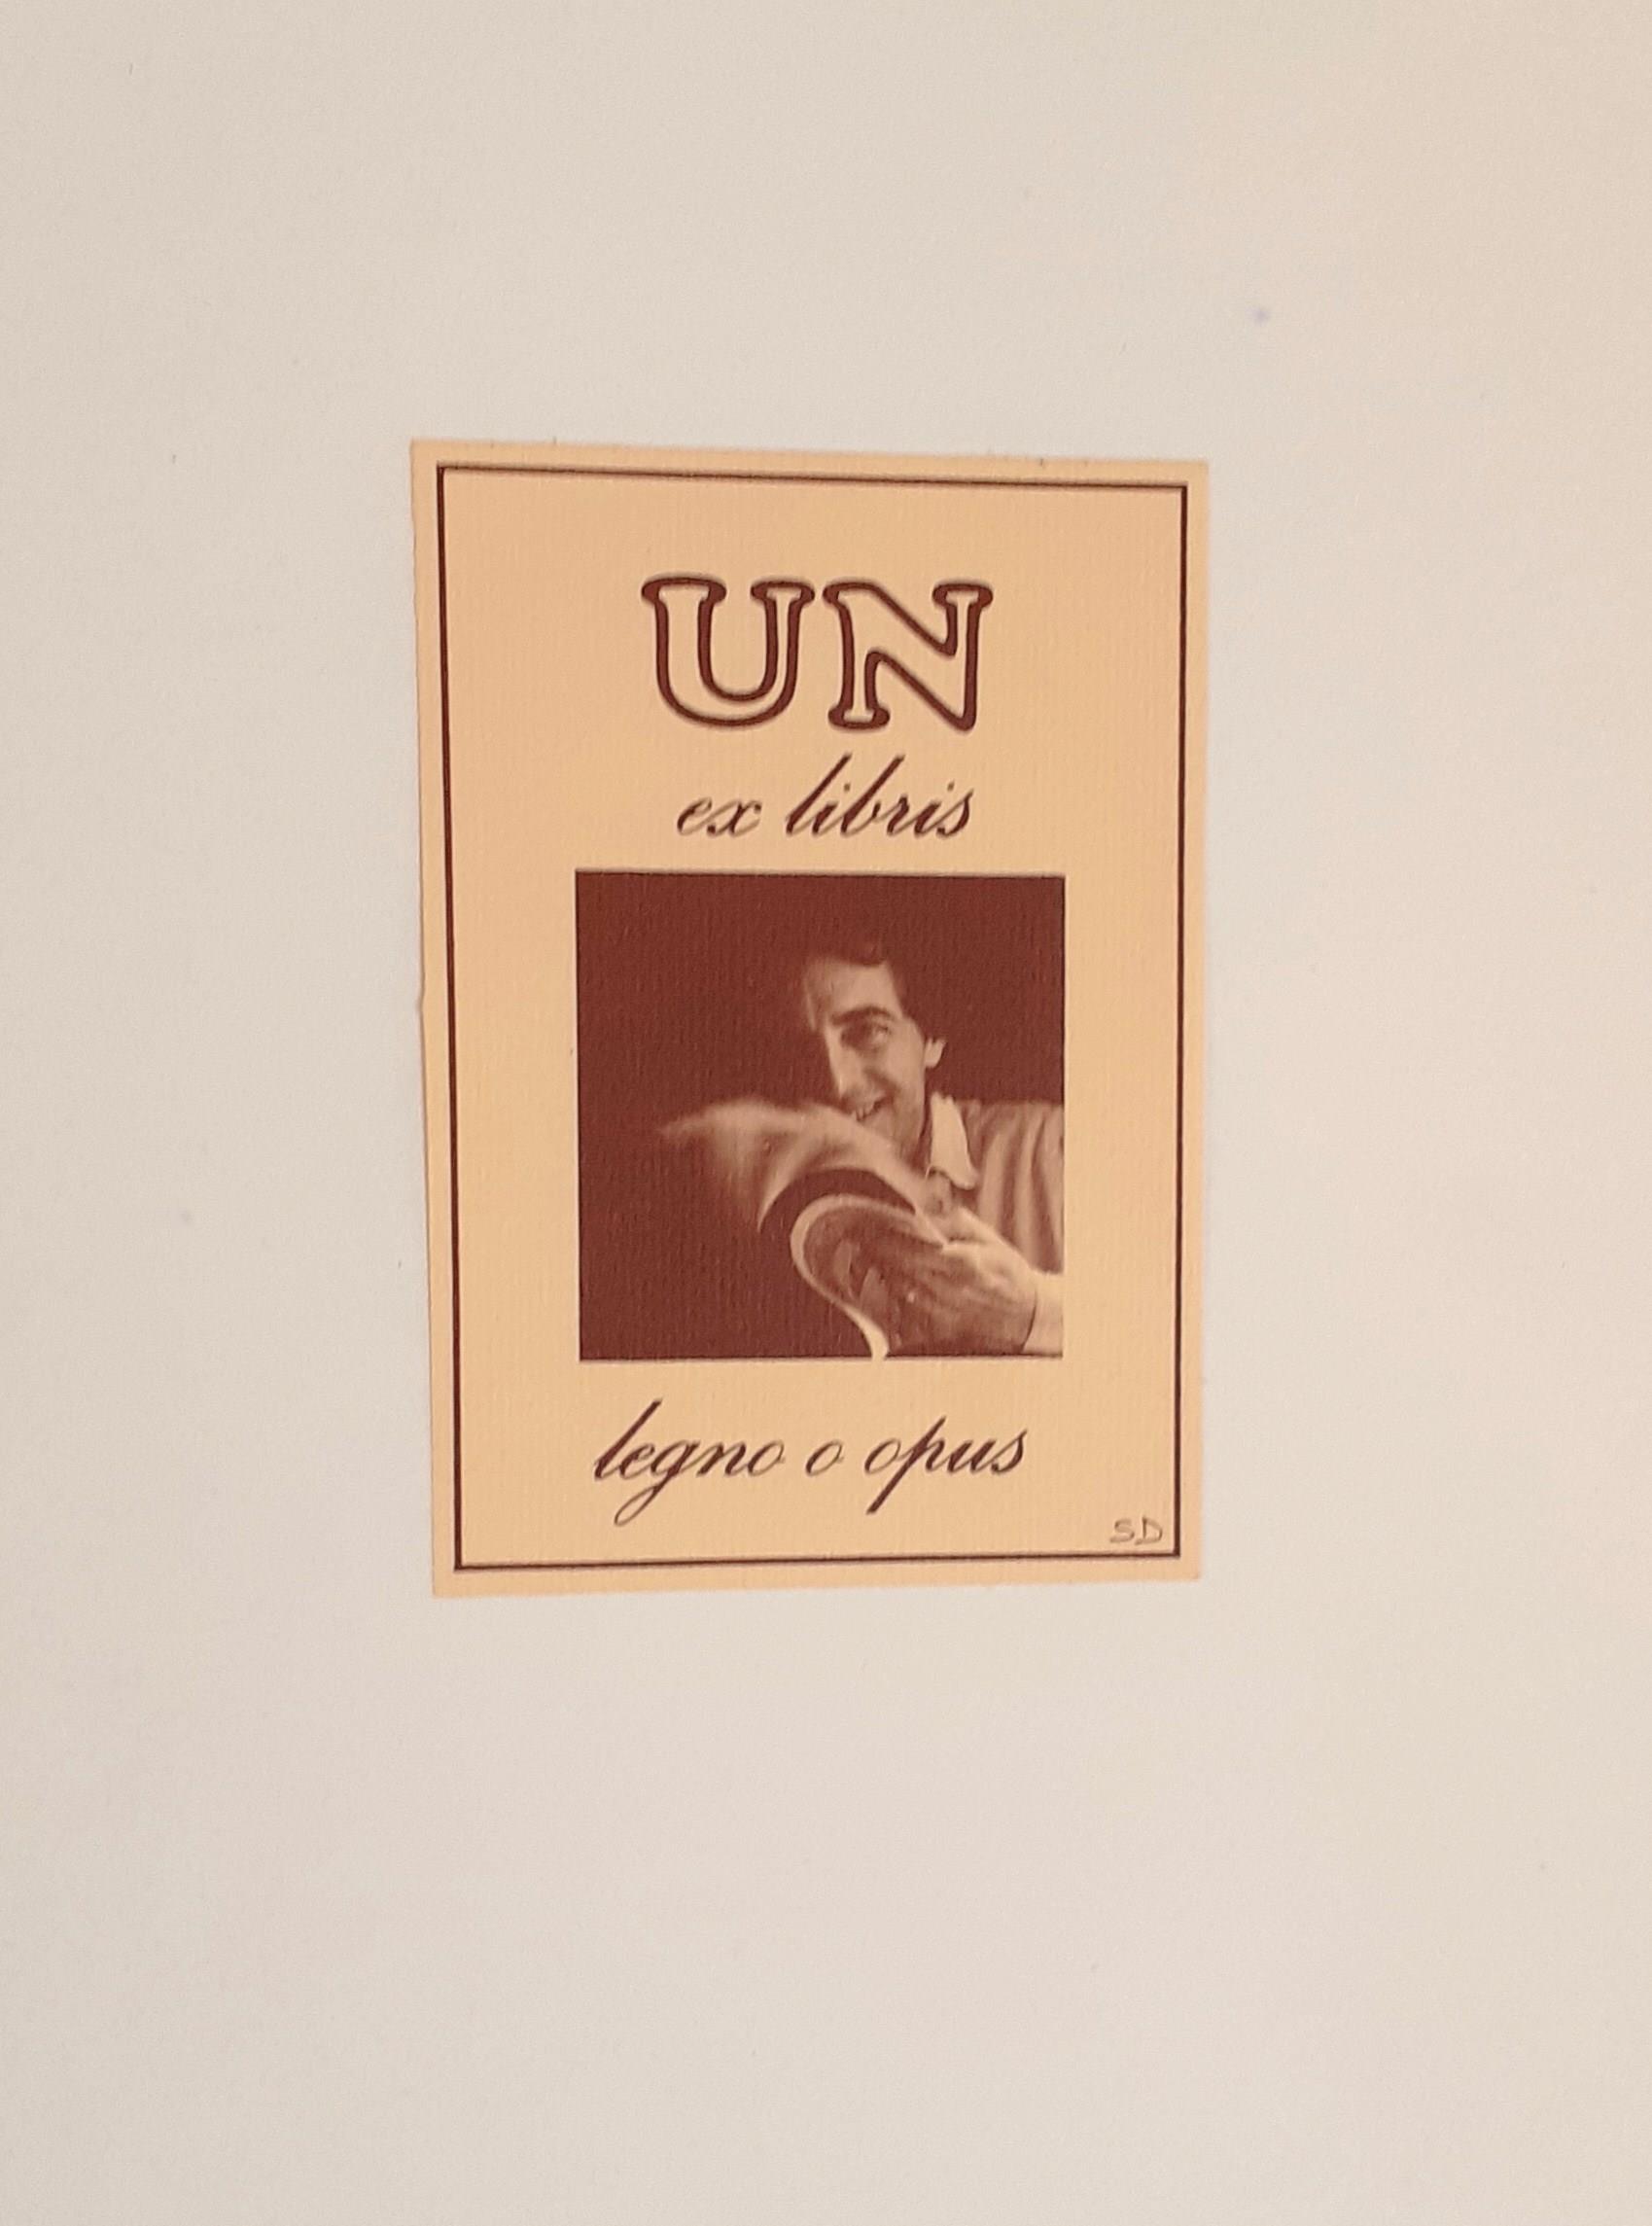 UN
ex libris
legno o opus
SD